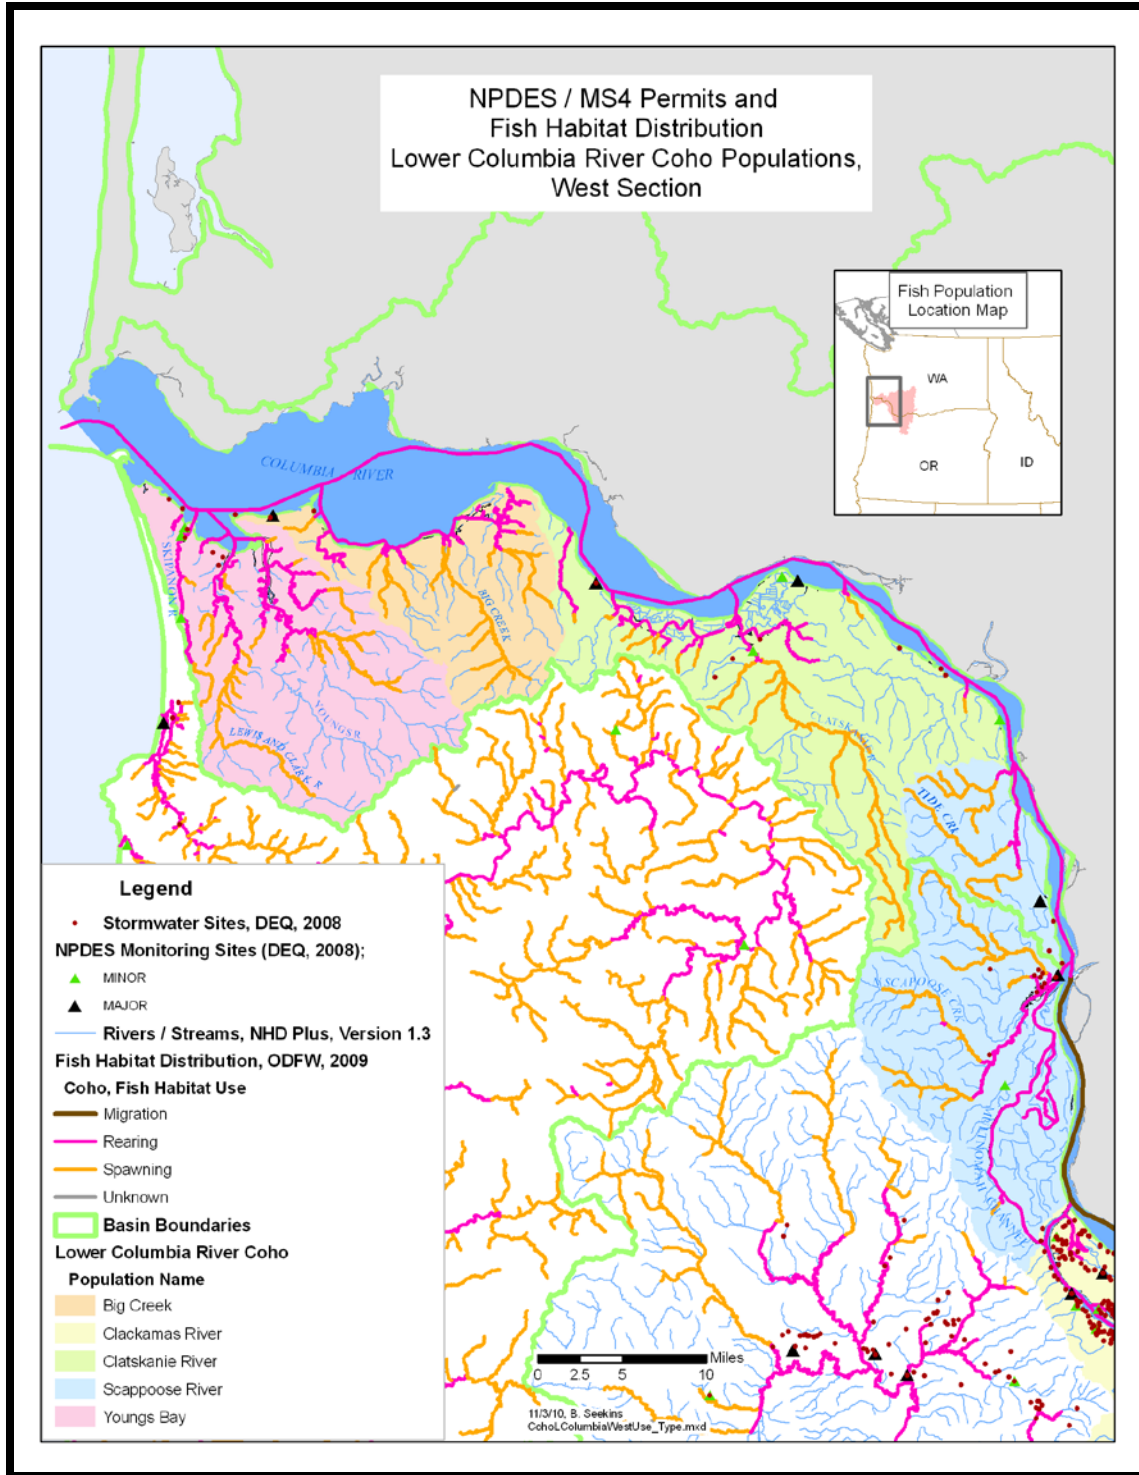 NPDES / MS4 Permits and
Fish Habitat Distribution
Lower Columbia River Coho Populations,
West Section
Fish Population
Location Map
WA
OR
ID
COLUMBIA RIVER
SKIPANON R
BIG CREEK
YOUNGS R
LEWIS AND CLARK R
CLATSKANIE R
TIDE CRK
S SCAPOOSE CRK
MULTNOMAH CHANNEL
Legend
Stormwater Sites, DEQ, 2008
NPDES Monitoring Sites (DEQ, 2008);
MINOR
MAJOR
Rivers / Streams, NHD Plus, Version 1.3
Fish Habitat Distribution, ODFW, 2009
Coho, Fish Habitat Use
Migration
Rearing
Spawning
Unknown
Basin Boundaries
Lower Columbia River Coho
Population Name
Big Creek
Clackamas River
Clatskanie River
Scappoose River
Youngs Bay
Miles
0 2.5 5 10
11/3/10, B. Seekins
CohoLColumbiaWestUse_Type.mxd